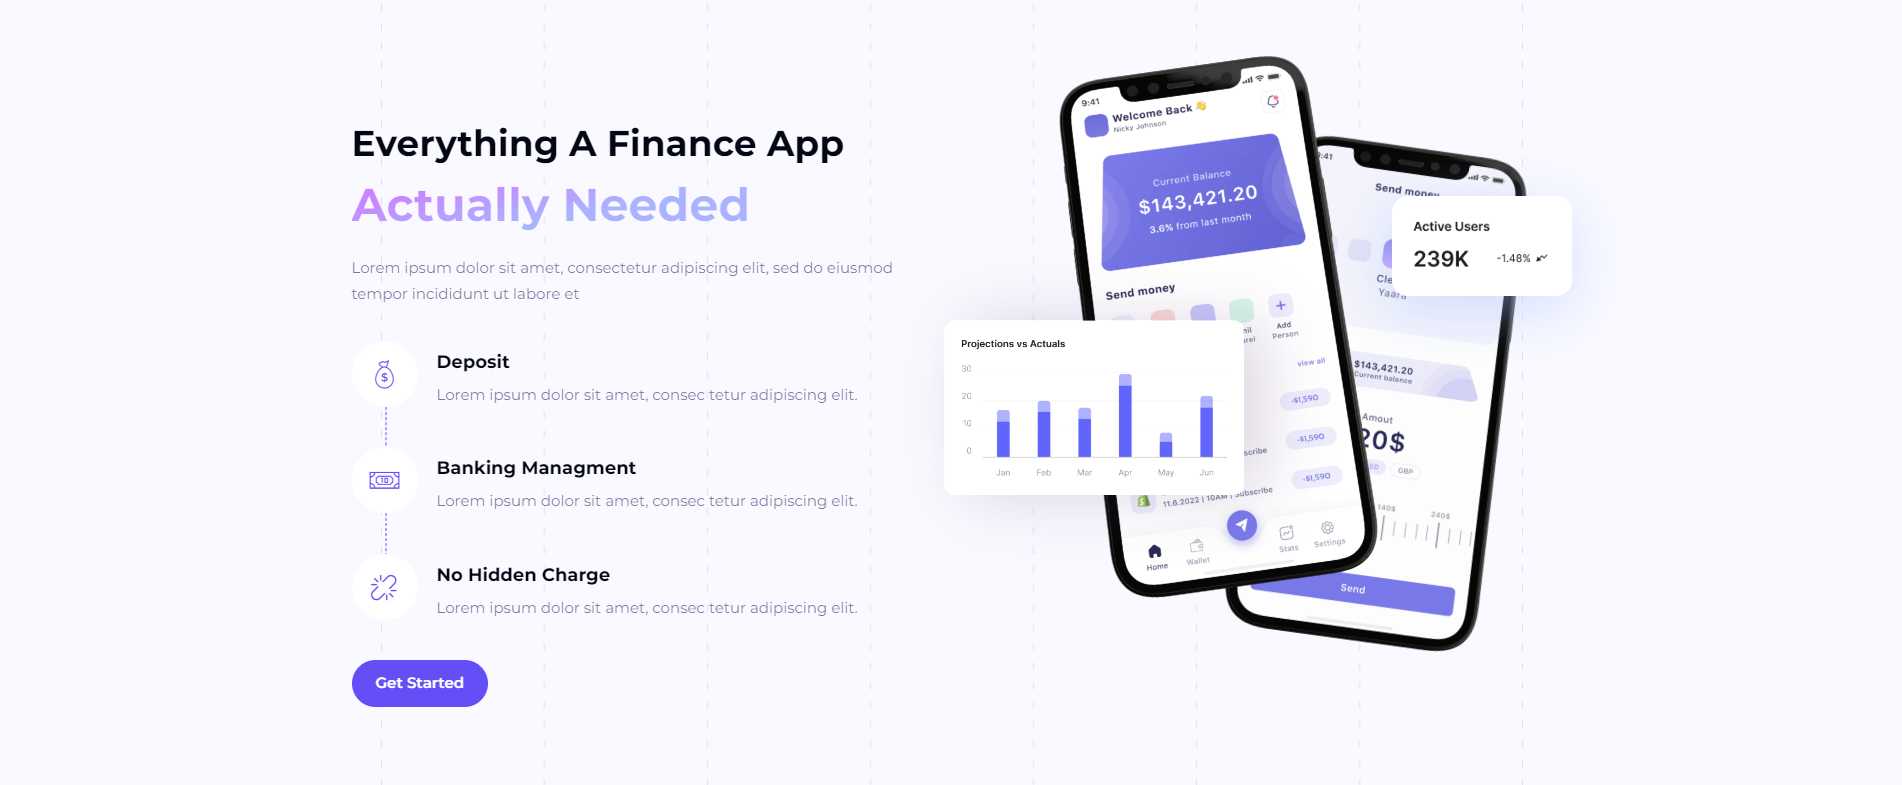 Everything A Finance App
Actually Needed
Lorem ipsum dolor sit amet, consectetur adipiscing elit, sed do eiusmod
tempor incididunt ut labore et
Deposit
Lorem ipsum dolor sit amet, consec tetur adipiscing elit.
Banking Managment
Lorem ipsum dolor sit amet, consec tetur adipiscing elit.
No Hidden Charge
Lorem ipsum dolor sit amet, consec tetur adipiscing elit.
Get Started
9:41
Welcome Back 👋
Nicky Johnson
Current Balance
$143,421.20
3.6% from last month
Send money
Add
Person
view all
-$1,590
-$1,590
-$1,590
11.6.2022 | 10AM | Subscribe
Home
Wallet
Stats
Settings
Projections vs Actuals
30
20
10
0
Jan Feb Mar Apr May Jun
:41
Send money
Active Users
239K -1.48%
Cle
Yaara
$143,421.20
Current balance
Amout
20$
SD GBP
140$ 240$
Send